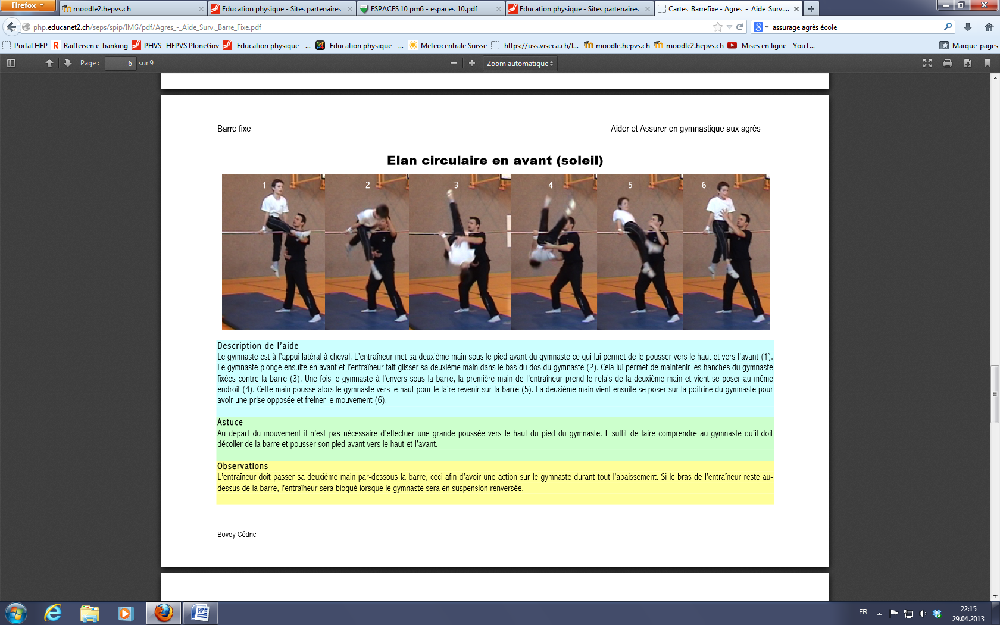 Firefox
moodle2.hepvs.ch
Education physique - Sites partenaires
ESPACES 10 pm6 - espaces_10.pdf
Education physique - Sites partenaires
Cartes_Barrefixe - Agres_-_Aide_Surv....
php.educanet2.ch/seps/spip/IMG/pdf/Agres_-_Aide_Surv._Barre_Fixe.pdf
assurage agrès école
Portail HEP
Raiffeisen e-banking
PHVS -HEPVS PloneGov
Education physique - ...
Education physique - ...
Meteocentrale Suisse
https://uss.viseca.ch/I...
moodle.hepvs.ch
moodle2.hepvs.ch
Mises en ligne - YouT...
Marque-pages
Page :
6
sur 9
Zoom automatique
Barre fixe
Aider et Assurer en gymnastique aux agrès
Elan circulaire en avant (soleil)
1
2
3
4
5
6
Description de l'aide
Le gymnaste est à l'appui latéral à cheval. L'entraîneur met sa deuxième main sous le pied avant du gymnaste ce qui lui permet de le pousser vers le haut et vers l'avant (1).
Le gymnaste plonge ensuite en avant et l'entraîneur fait glisser sa deuxième main dans le bas du dos du gymnaste (2). Cela lui permet de maintenir les hanches du gymnaste
fixées contre la barre (3). Une fois le gymnaste à l'envers sous la barre, la première main de l'entraîneur prend le relais de la deuxième main et vient se poser au même
endroit (4). Cette main pousse alors le gymnaste vers le haut pour le faire revenir sur la barre (5). La deuxième main vient ensuite se poser sur la poitrine du gymnaste pour
avoir une prise opposée et freiner le mouvement (6).
Astuce
Au départ du mouvement il n'est pas nécessaire d'effectuer une grande poussée vers le haut du pied du gymnaste. Il suffit de faire comprendre au gymnaste qu'il doit
décoller de la barre et pousser son pied avant vers le haut et l'avant.
Observations
L'entraîneur doit passer sa deuxième main par-dessous la barre, ceci afin d'avoir une action sur le gymnaste durant tout l'abaissement. Si le bras de l'entraîneur reste au-
dessus de la barre, l'entraîneur sera bloqué lorsque le gymnaste sera en suspension renversée.
Bovey Cédric
FR
22:15
29.04.2013